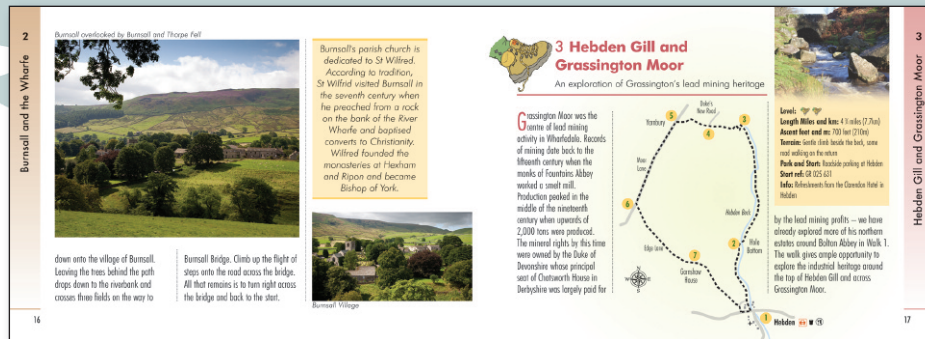 2
Burnsall and the Wharfe
Burnsall overlooked by Burnsall and Thorpe Fell
down onto the village of Burnsall.
Leaving the trees behind the path
drops down to the riverbank and
crosses three fields on the way to
Burnsall Bridge. Climb up the flight of
steps onto the road across the bridge.
All that remains is to turn right across
the bridge and back to the start.
Burnsall's parish church is
dedicated to St Wilfred.
According to tradition,
St Wilfrid visited Burnsall in
the seventh century when
he preached from a rock
on the bank of the River
Wharfe and baptised
converts to Christianity.
Wilfred founded the
monasteries at Hexham
and Ripon and became
Bishop of York.
Burnsall Village
16
3 Hebden Gill and
Grassington Moor
An exploration of Grassington's lead mining heritage
Grassington Moor was the
centre of lead mining
activity in Wharfedale. Records
of mining date back to the
fifteenth century when the
monks of Fountains Abbey
worked a smelt mill.
Production peaked in the
middle of the nineteenth
century when upwards of
2,000 tons were produced.
The mineral rights by this time
were owned by the Duke of
Devonshire whose principal
seat of Chatsworth House in
Derbyshire was largely paid for
Duke's
New Road
Yarnbury
5
4
3
Moor
Lane
6
Hebden Beck
Edge Lane
7
2
Hole
Bottom
Garnshaw
House
1
Hebden
Level:
Length Miles and km: 4 ¾ miles (7.7km)
Ascent feet and m: 700 feet (210m)
Terrain: Gentle climb beside the beck, some
road walking on the return
Park and Start: Roadside parking at Hebden
Start ref: GR 025 631
Info: Refreshments from the Clarendon Hotel in
Hebden
by the lead mining profits – we have
already explored more of his northern
estates around Bolton Abbey in Walk 1.
The walk gives ample opportunity to
explore the industrial heritage around
the top of Hebden Gill and across
Grassington Moor.
3
Hebden Gill and Grassington Moor
17